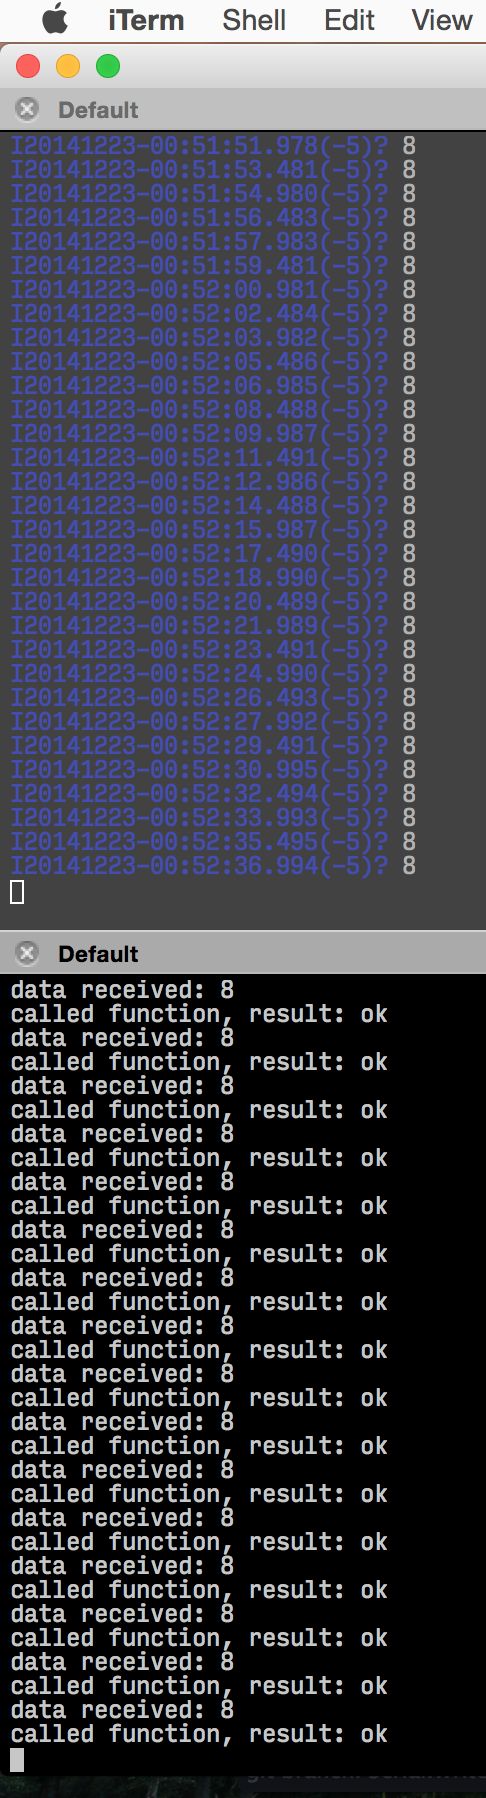 iTerm Shell Edit View
Default
I20141223-00:51:51.978(-5)? 8
I20141223-00:51:53.481(-5)? 8
I20141223-00:51:54.980(-5)? 8
I20141223-00:51:56.483(-5)? 8
I20141223-00:51:57.983(-5)? 8
I20141223-00:51:59.481(-5)? 8
I20141223-00:52:00.981(-5)? 8
I20141223-00:52:02.484(-5)? 8
I20141223-00:52:03.982(-5)? 8
I20141223-00:52:05.486(-5)? 8
I20141223-00:52:06.985(-5)? 8
I20141223-00:52:08.488(-5)? 8
I20141223-00:52:09.987(-5)? 8
I20141223-00:52:11.491(-5)? 8
I20141223-00:52:12.986(-5)? 8
I20141223-00:52:14.488(-5)? 8
I20141223-00:52:15.987(-5)? 8
I20141223-00:52:17.490(-5)? 8
I20141223-00:52:18.990(-5)? 8
I20141223-00:52:20.489(-5)? 8
I20141223-00:52:21.989(-5)? 8
I20141223-00:52:23.491(-5)? 8
I20141223-00:52:24.990(-5)? 8
I20141223-00:52:26.493(-5)? 8
I20141223-00:52:27.992(-5)? 8
I20141223-00:52:29.491(-5)? 8
I20141223-00:52:30.995(-5)? 8
I20141223-00:52:32.494(-5)? 8
I20141223-00:52:33.993(-5)? 8
I20141223-00:52:35.495(-5)? 8
I20141223-00:52:36.994(-5)? 8
Default
data received: 8
called function, result: ok
data received: 8
called function, result: ok
data received: 8
called function, result: ok
data received: 8
called function, result: ok
data received: 8
called function, result: ok
data received: 8
called function, result: ok
data received: 8
called function, result: ok
data received: 8
called function, result: ok
data received: 8
called function, result: ok
data received: 8
called function, result: ok
data received: 8
called function, result: ok
data received: 8
called function, result: ok
data received: 8
called function, result: ok
data received: 8
called function, result: ok
data received: 8
called function, result: ok
data received: 8
called function, result: ok